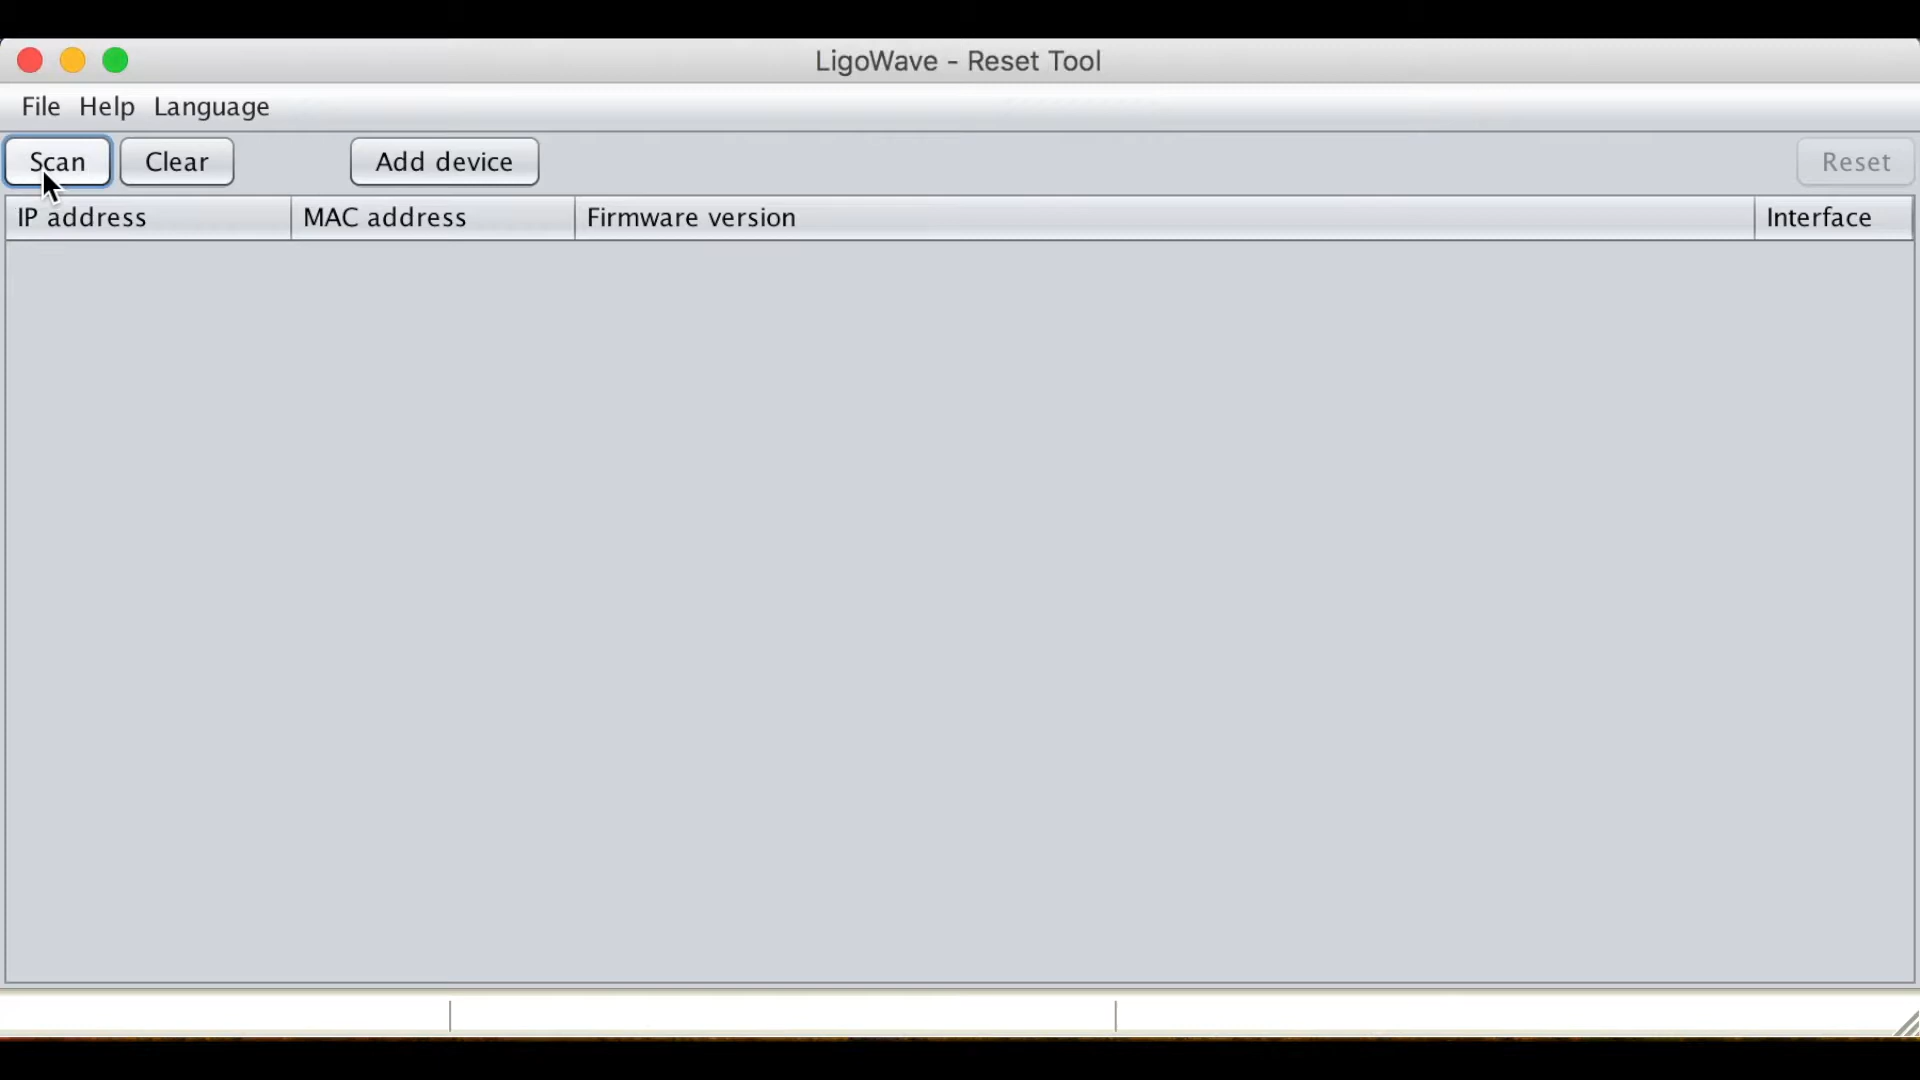 LigoWave - Reset Tool
File Help Language
Scan Clear Add device Reset
IP address MAC address Firmware version Interface